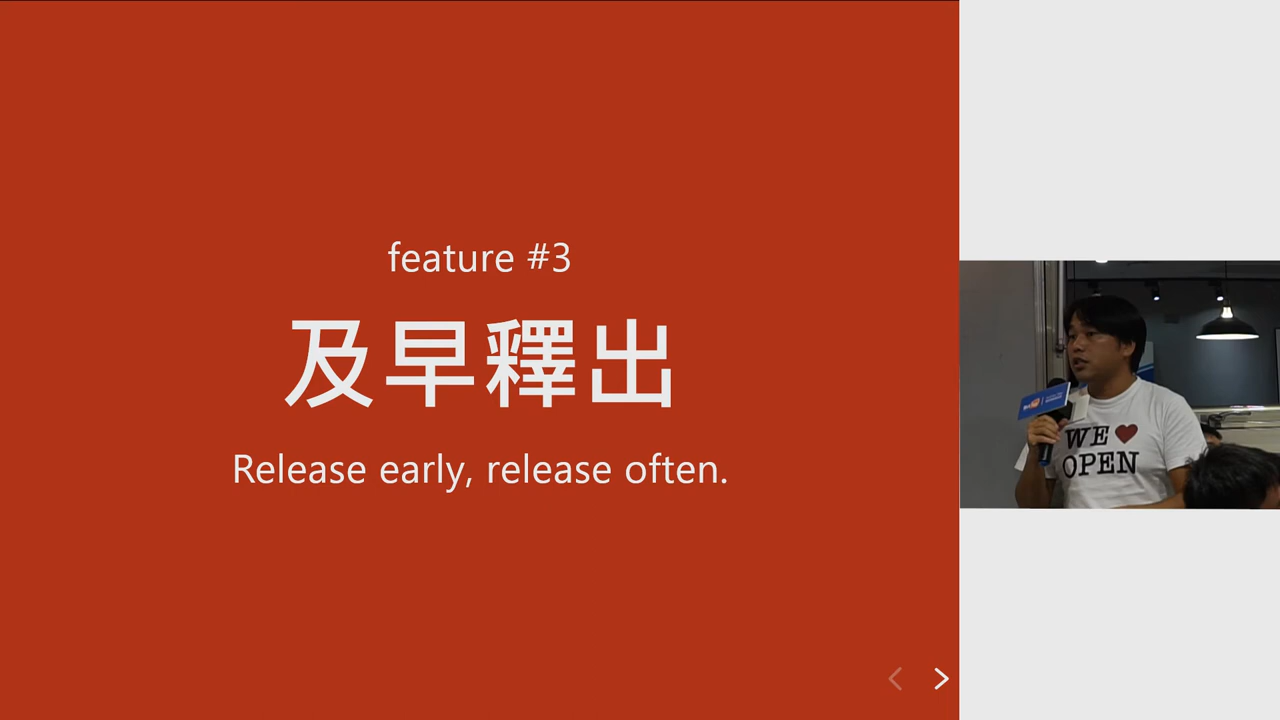 feature #3
及早釋出
Release early, release often.
WE ♥
OPEN